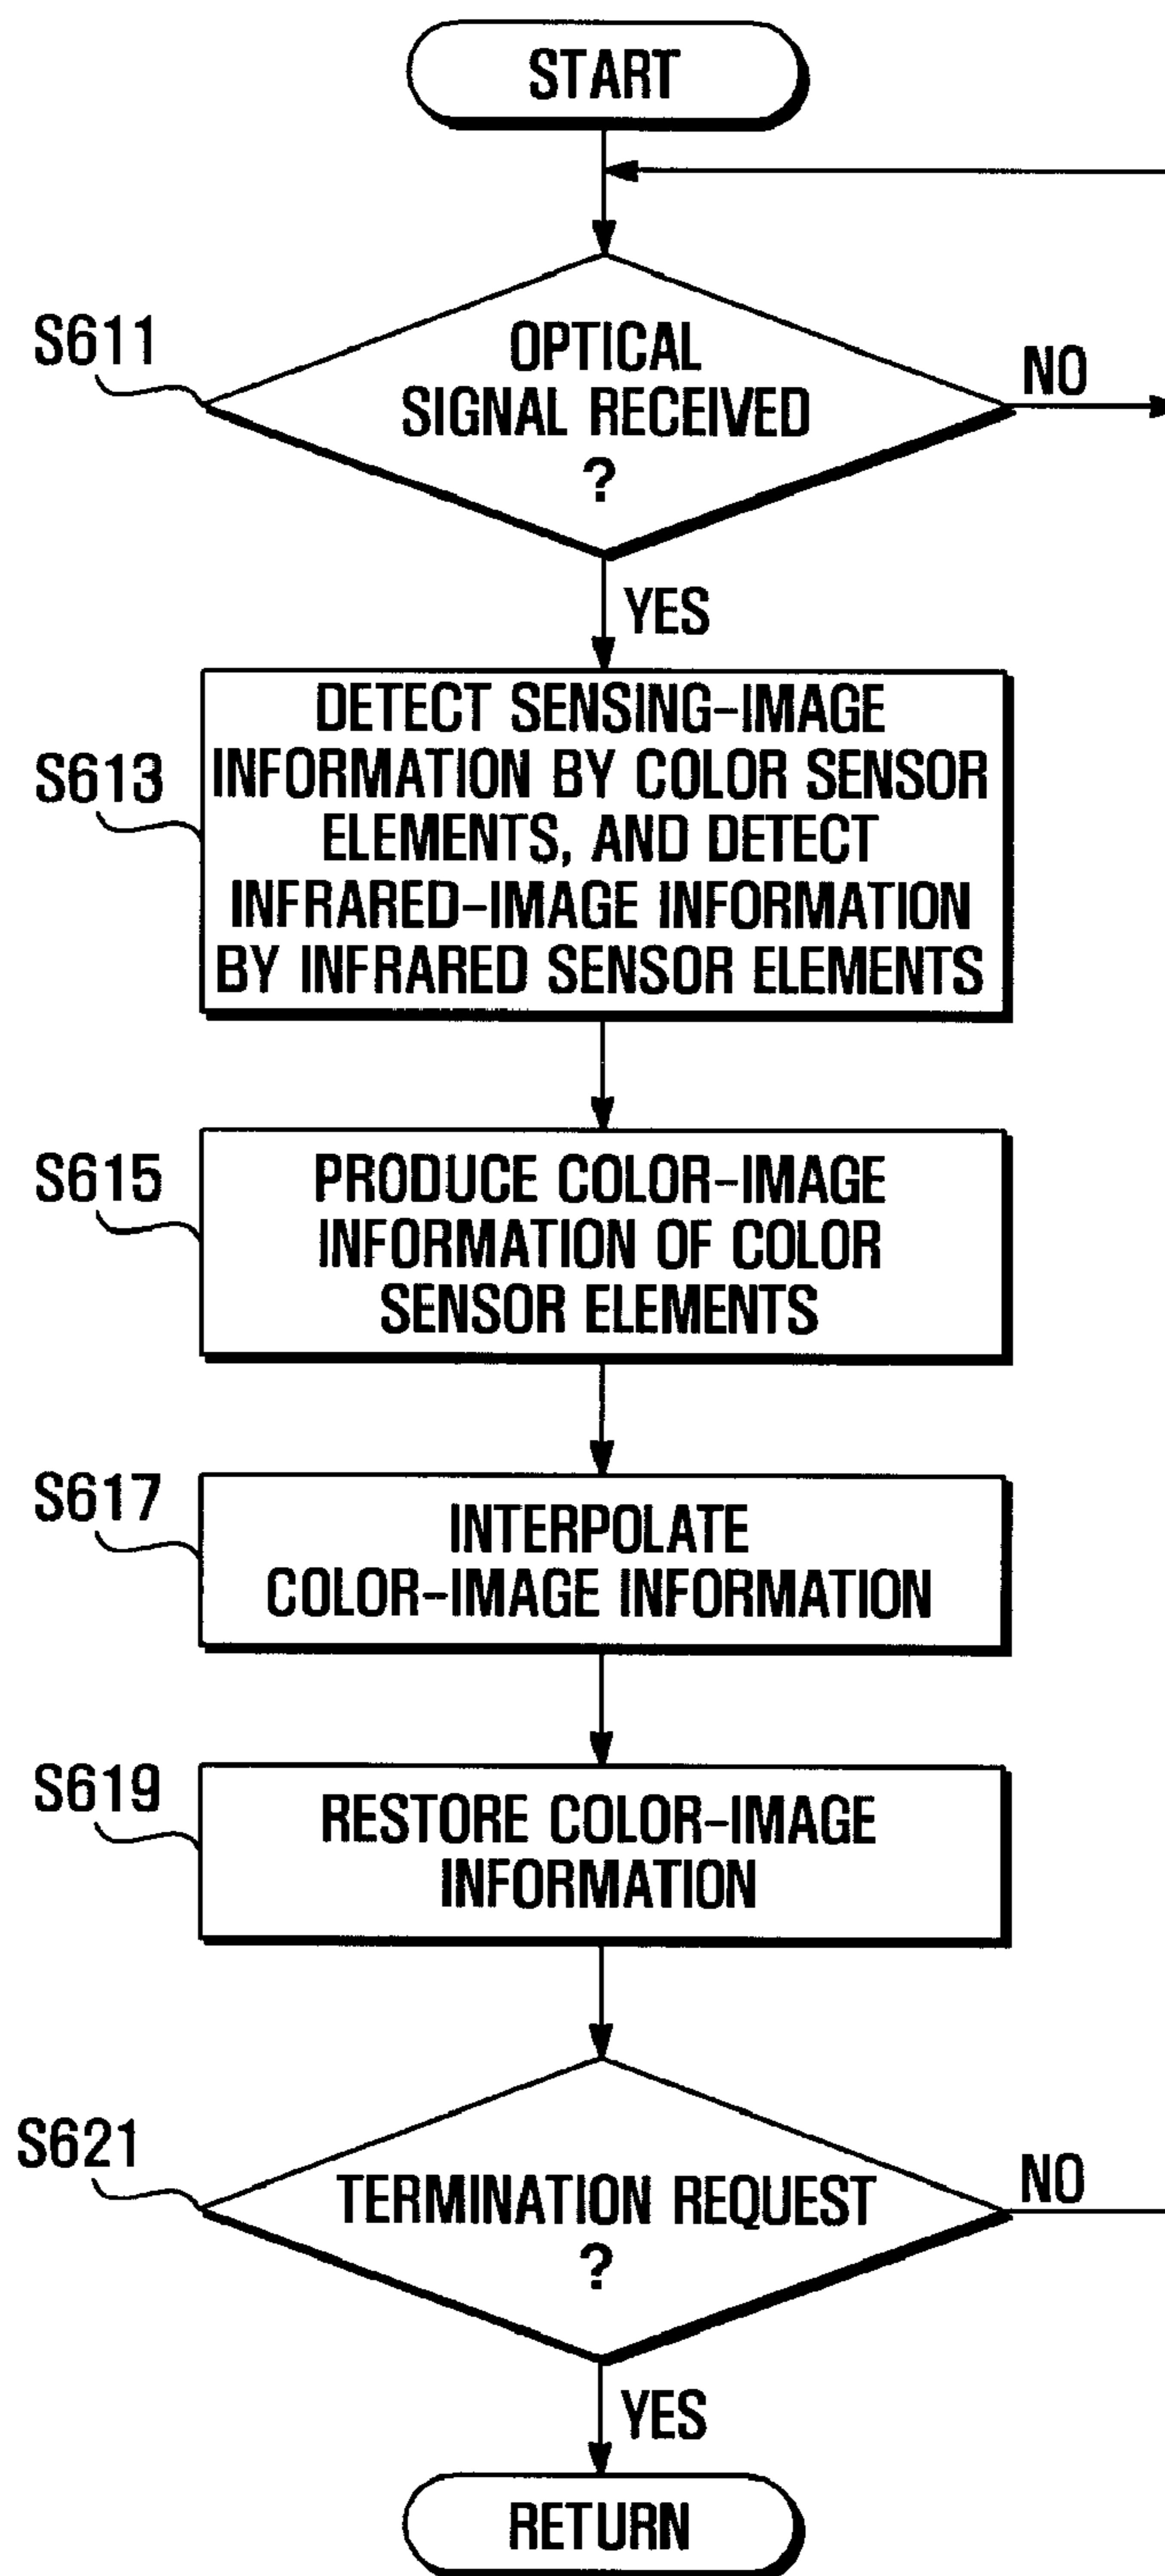 START
S611
OPTICAL
SIGNAL RECEIVED
?
NO
YES
S613
DETECT SENSING-IMAGE
INFORMATION BY COLOR SENSOR
ELEMENTS, AND DETECT
INFRARED-IMAGE INFORMATION
BY INFRARED SENSOR ELEMENTS
S615
PRODUCE COLOR-IMAGE
INFORMATION OF COLOR
SENSOR ELEMENTS
S617
INTERPOLATE
COLOR-IMAGE INFORMATION
S619
RESTORE COLOR-IMAGE
INFORMATION
S621
TERMINATION REQUEST
?
NO
YES
RETURN